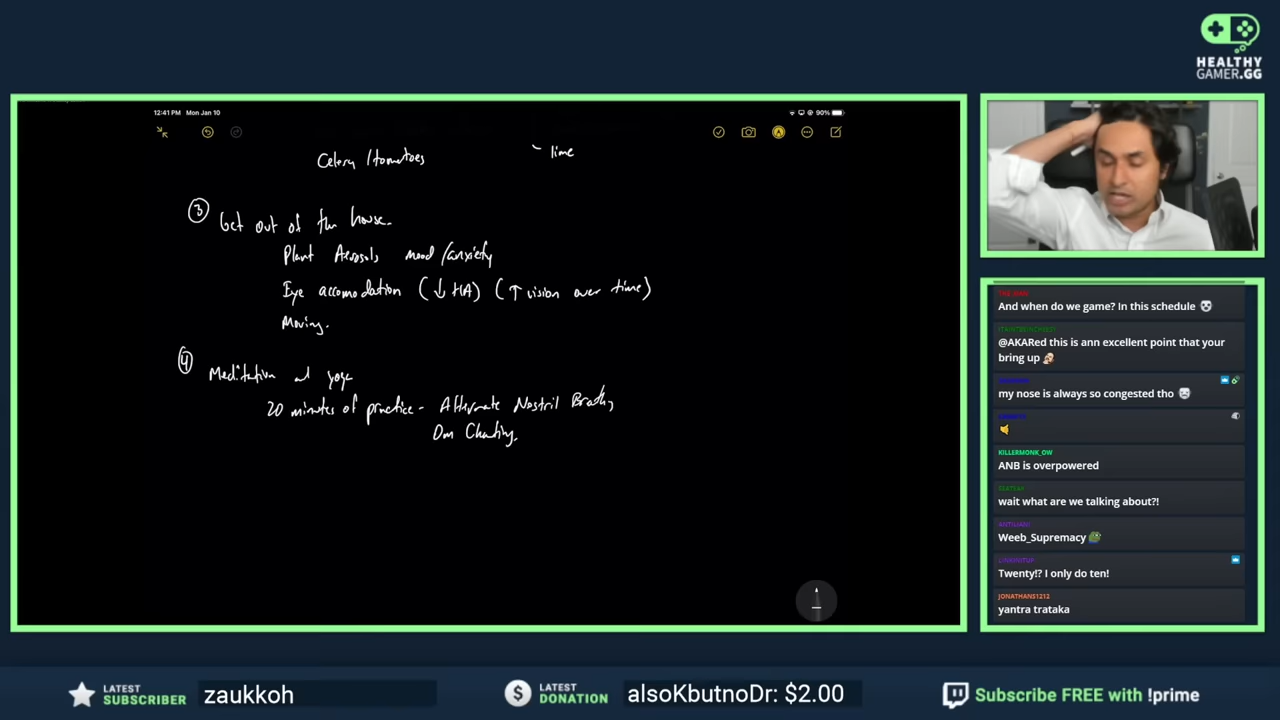 HEALTHY
GAMER.GG
12:41 PM Mon Jan 10
90%
Celery / tomatoes
time
③ Get out of the house.
Plant Aerosols mood/anxiety
Eye accomodation (↓ HA) (↑ vision over time)
Moving.
④ Meditation and yoga
20 minutes of practice - Alternate Nostril Breath,
Om Chanting.
And when do we game? In this schedule
@AKARed this is ann excellent point that your
bring up
my nose is always so congested tho
KILLERMONK_OW
ANB is overpowered
wait what are we talking about?!
Weeb_Supremacy
Twenty!? I only do ten!
JONATHANS1212
yantra trataka
LATEST
SUBSCRIBER
zaukkoh
LATEST
DONATION
alsoKbutnoDr: $2.00
Subscribe FREE with !prime